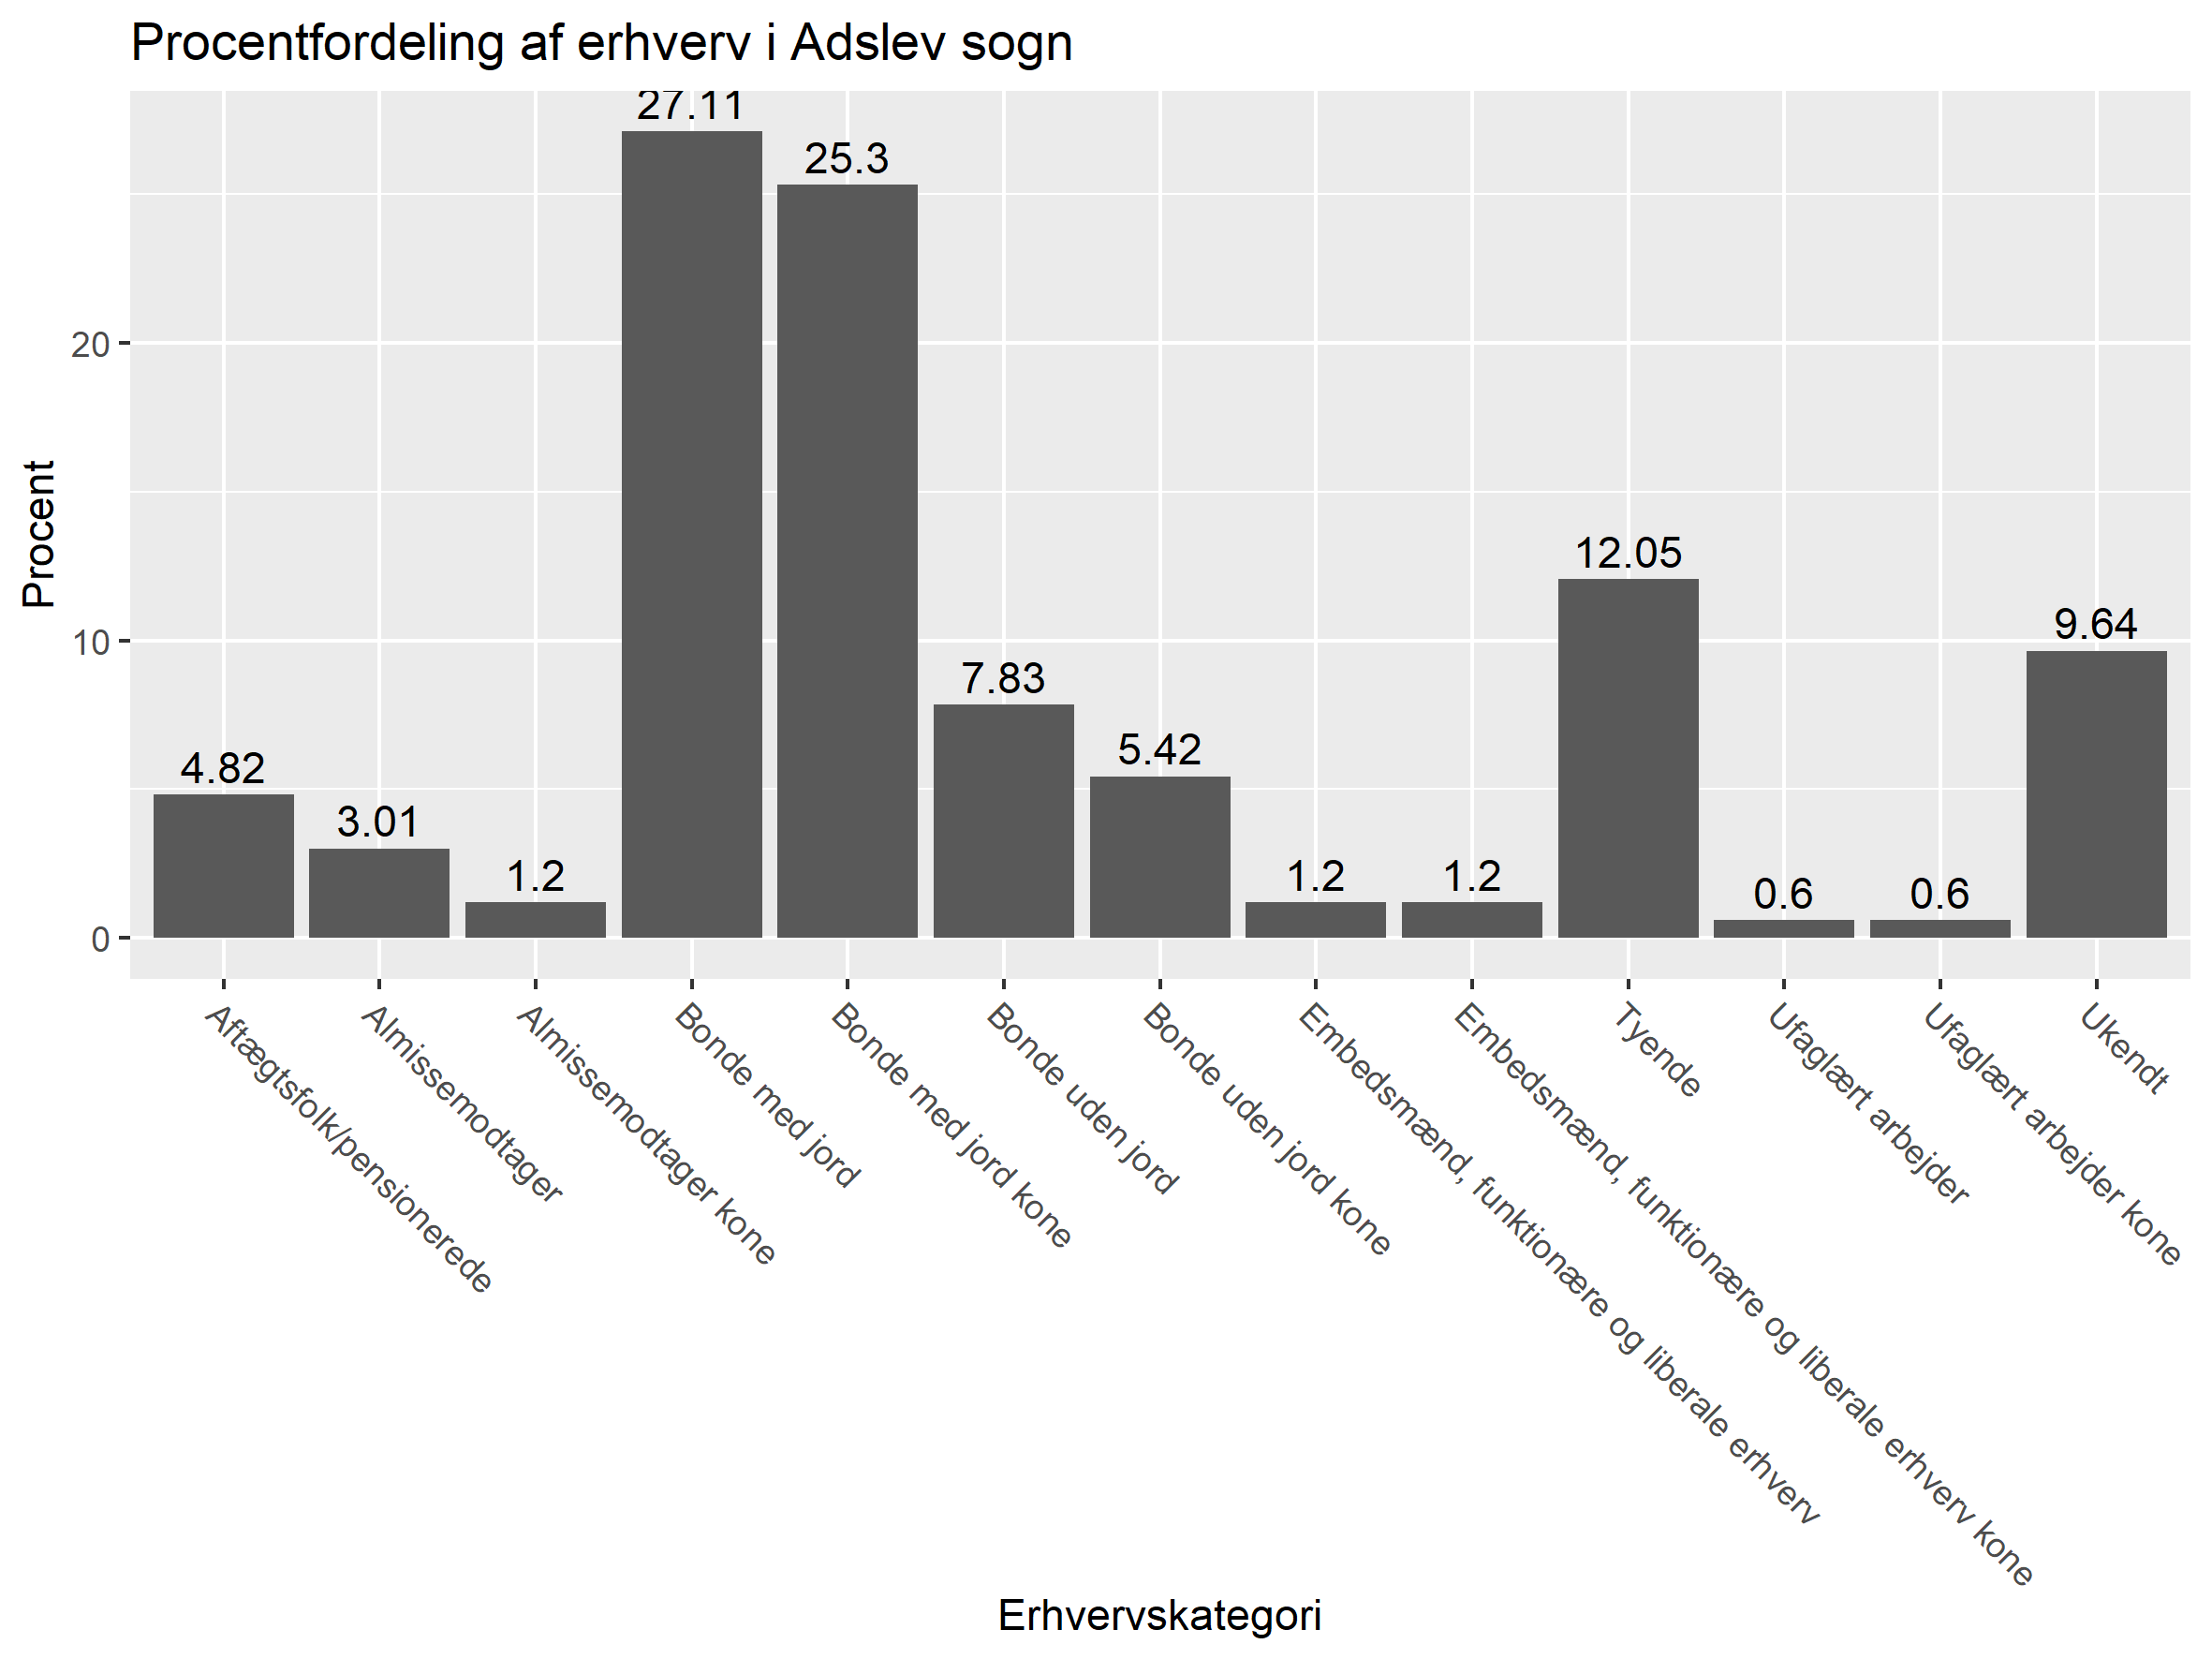 Procentfordeling af erhverv i Adslev sogn
Procent
20
10
0
4.82
3.01
1.2
27.11
25.3
7.83
5.42
1.2
1.2
12.05
0.6
0.6
9.64
Aftægtsfolk/pensionerede
Almissemodtager
Almissemodtager kone
Bonde med jord
Bonde med jord kone
Bonde uden jord
Bonde uden jord kone
Embedsmænd, funktionære og liberale erhverv
Embedsmænd, funktionære og liberale erhverv kone
Tyende
Ufaglært arbejder
Ufaglært arbejder kone
Ukendt
Erhvervskategori